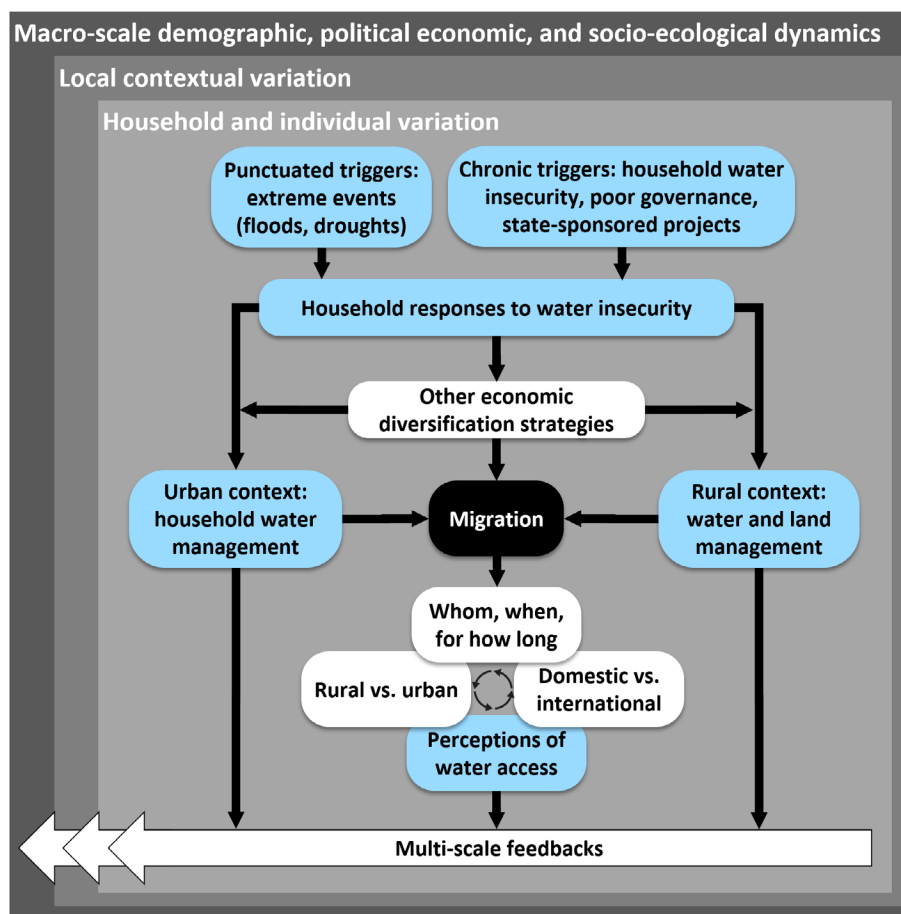 Macro-scale demographic, political economic, and socio-ecological dynamics
Local contextual variation
Household and individual variation
Punctuated triggers:
extreme events
(floods, droughts)
Chronic triggers: household water
insecurity, poor governance,
state-sponsored projects
Household responses to water insecurity
Other economic
diversification strategies
Urban context:
household water
management
Migration
Rural context:
water and land
management
Whom, when,
for how long
Rural vs. urban
Domestic vs.
international
Perceptions of
water access
Multi-scale feedbacks